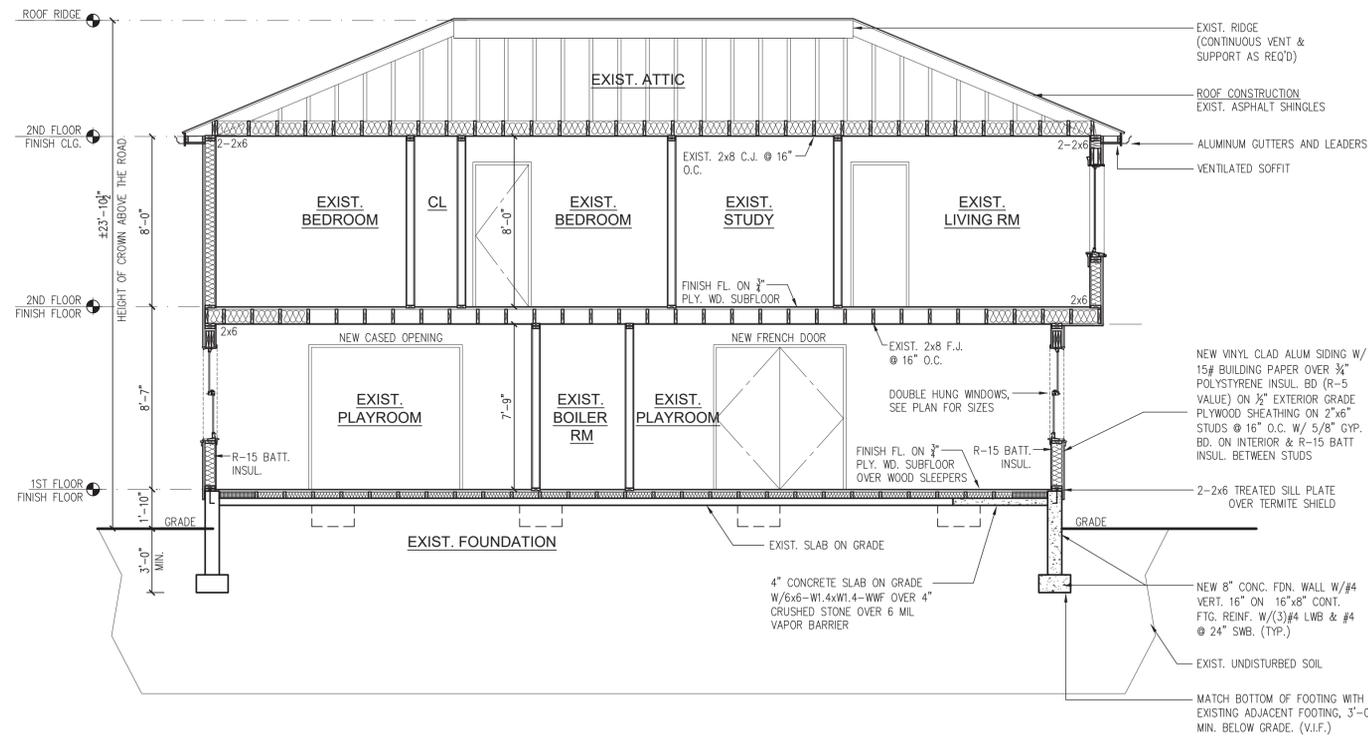 ROOF RIDGE
EXIST. RIDGE
(CONTINUOUS VENT &
SUPPORT AS REQ'D)
EXIST. ATTIC
ROOF CONSTRUCTION
EXIST. ASPHALT SHINGLES
2ND FLOOR
FINISH CLG.
2-2x6
EXIST. 2x8 C.J. @ 16"
O.C.
2-2x6
ALUMINUM GUTTERS AND LEADERS
VENTILATED SOFFIT
±23'-10½"
HEIGHT OF CROWN ABOVE THE ROAD
8'-0"
EXIST.
BEDROOM
CL
8'-0"
EXIST.
BEDROOM
EXIST.
STUDY
EXIST.
LIVING RM
FINISH FL. ON ¾"
PLY. WD. SUBFLOOR
2x6
2ND FLOOR
FINISH FLOOR
2x6
NEW CASED OPENING
NEW FRENCH DOOR
EXIST. 2x8 F.J.
@ 16" O.C.
8'-7"
EXIST.
PLAYROOM
7'-9"
EXIST.
BOILER
RM
EXIST.
PLAYROOM
DOUBLE HUNG WINDOWS,
SEE PLAN FOR SIZES
NEW VINYL CLAD ALUM SIDING W/
15# BUILDING PAPER OVER ¾"
POLYSTYRENE INSUL. BD (R-5
VALUE) ON ½" EXTERIOR GRADE
PLYWOOD SHEATHING ON 2"x6"
STUDS @ 16" O.C. W/ 5/8" GYP.
BD. ON INTERIOR & R-15 BATT
INSUL. BETWEEN STUDS
R-15 BATT.
INSUL.
FINISH FL. ON ¾"
PLY. WD. SUBFLOOR
OVER WOOD SLEEPERS
R-15 BATT.
INSUL.
1ST FLOOR
FINISH FLOOR
2-2x6 TREATED SILL PLATE
OVER TERMITE SHIELD
1'-10"
GRADE
GRADE
3'-0"
MIN.
EXIST. FOUNDATION
EXIST. SLAB ON GRADE
4" CONCRETE SLAB ON GRADE
W/6x6-W1.4xW1.4-WWF OVER 4"
CRUSHED STONE OVER 6 MIL
VAPOR BARRIER
NEW 8" CONC. FDN. WALL W/#4
VERT. 16" ON 16"x8" CONT.
FTG. REINF. W/(3)#4 LWB & #4
@ 24" SWB. (TYP.)
EXIST. UNDISTURBED SOIL
MATCH BOTTOM OF FOOTING WITH
EXISTING ADJACENT FOOTING, 3'-0
MIN. BELOW GRADE. (V.I.F.)